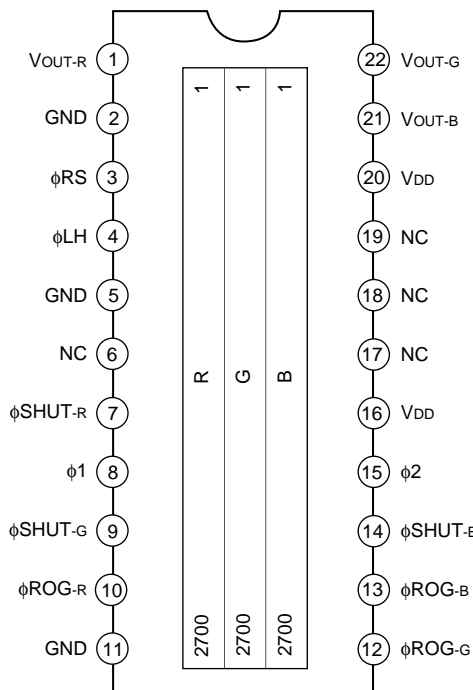 VOUT-R 1
GND 2
φRS 3
φLH 4
GND 5
NC 6
φSHUT-R 7
φ1 8
φSHUT-G 9
φROG-R 10
GND 11
1 1 1
R G B
2700 2700 2700
22 VOUT-G
21 VOUT-B
20 VDD
19 NC
18 NC
17 NC
16 VDD
15 φ2
14 φSHUT-B
13 φROG-B
12 φROG-G